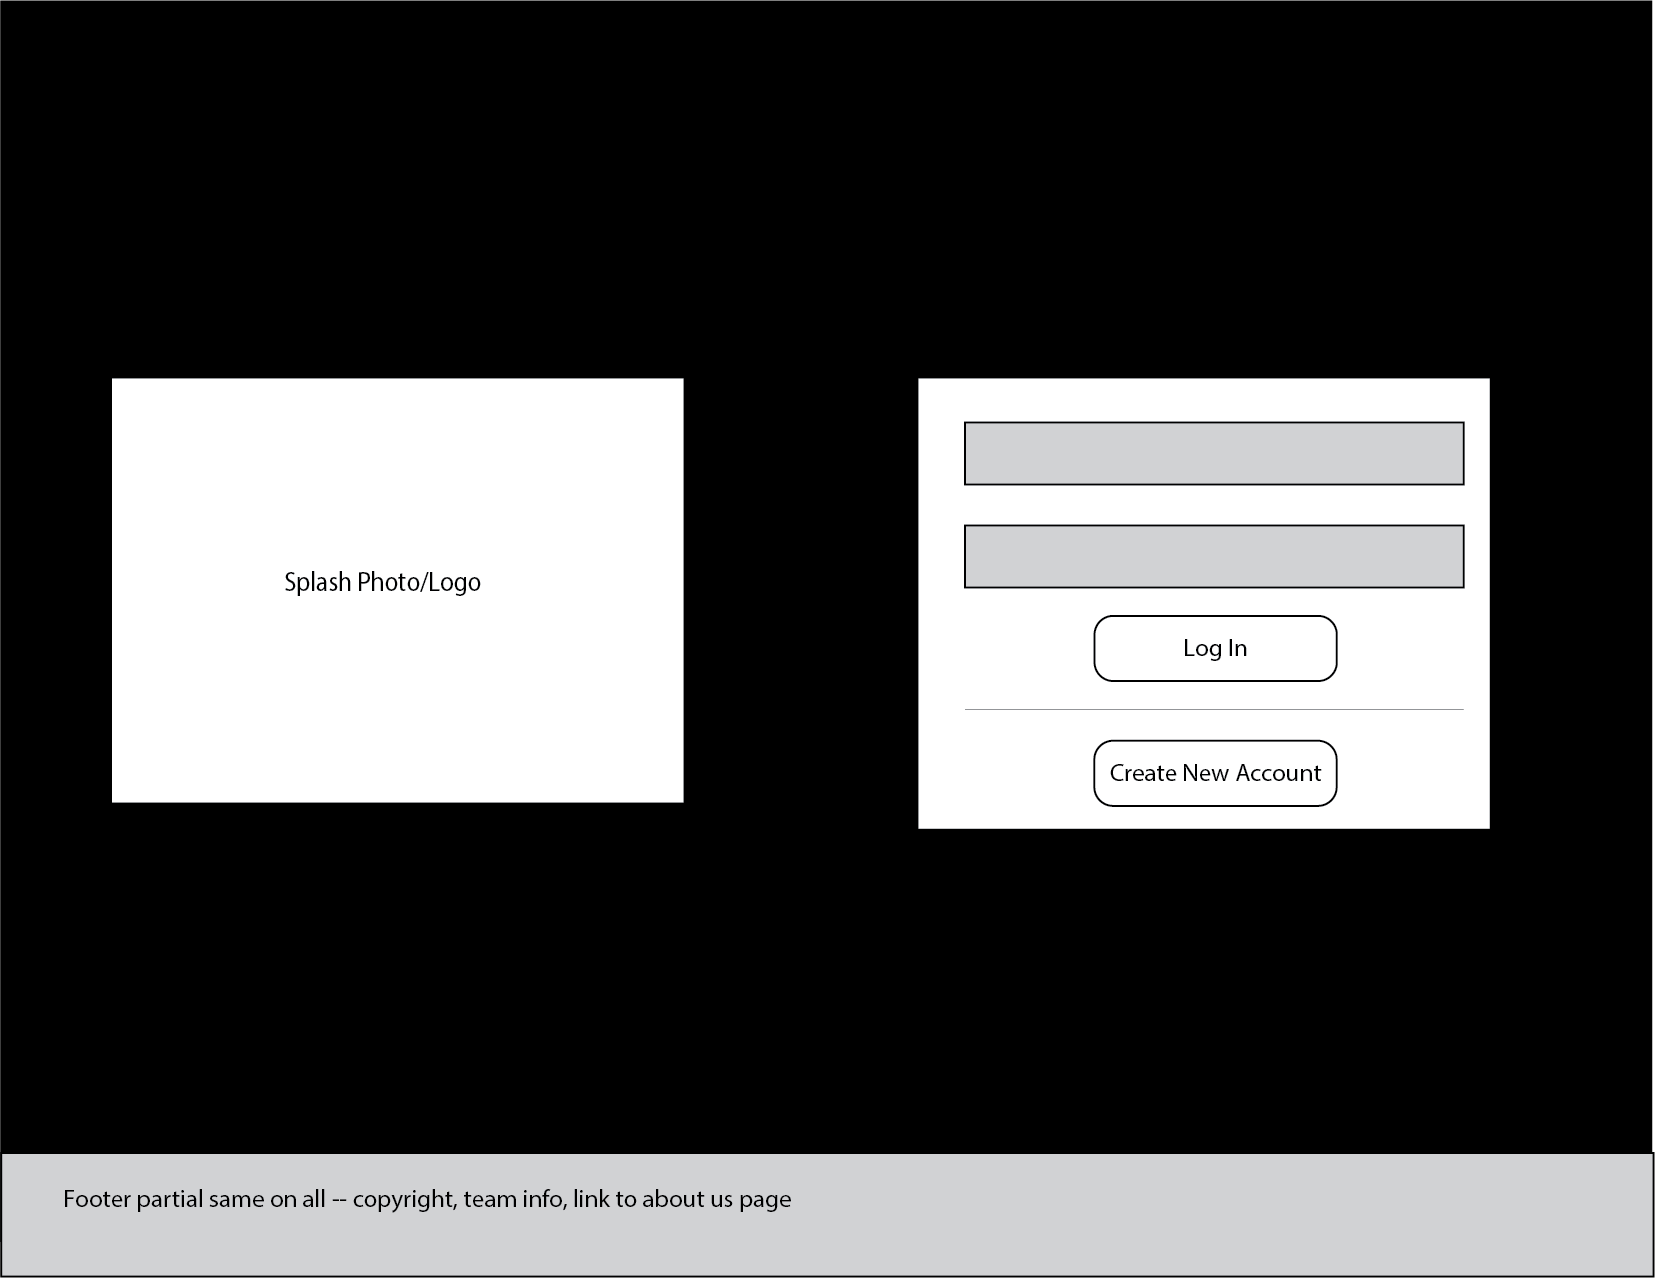 Splash Photo/Logo
Log In
Create New Account
Footer partial same on all -- copyright, team info, link to about us page